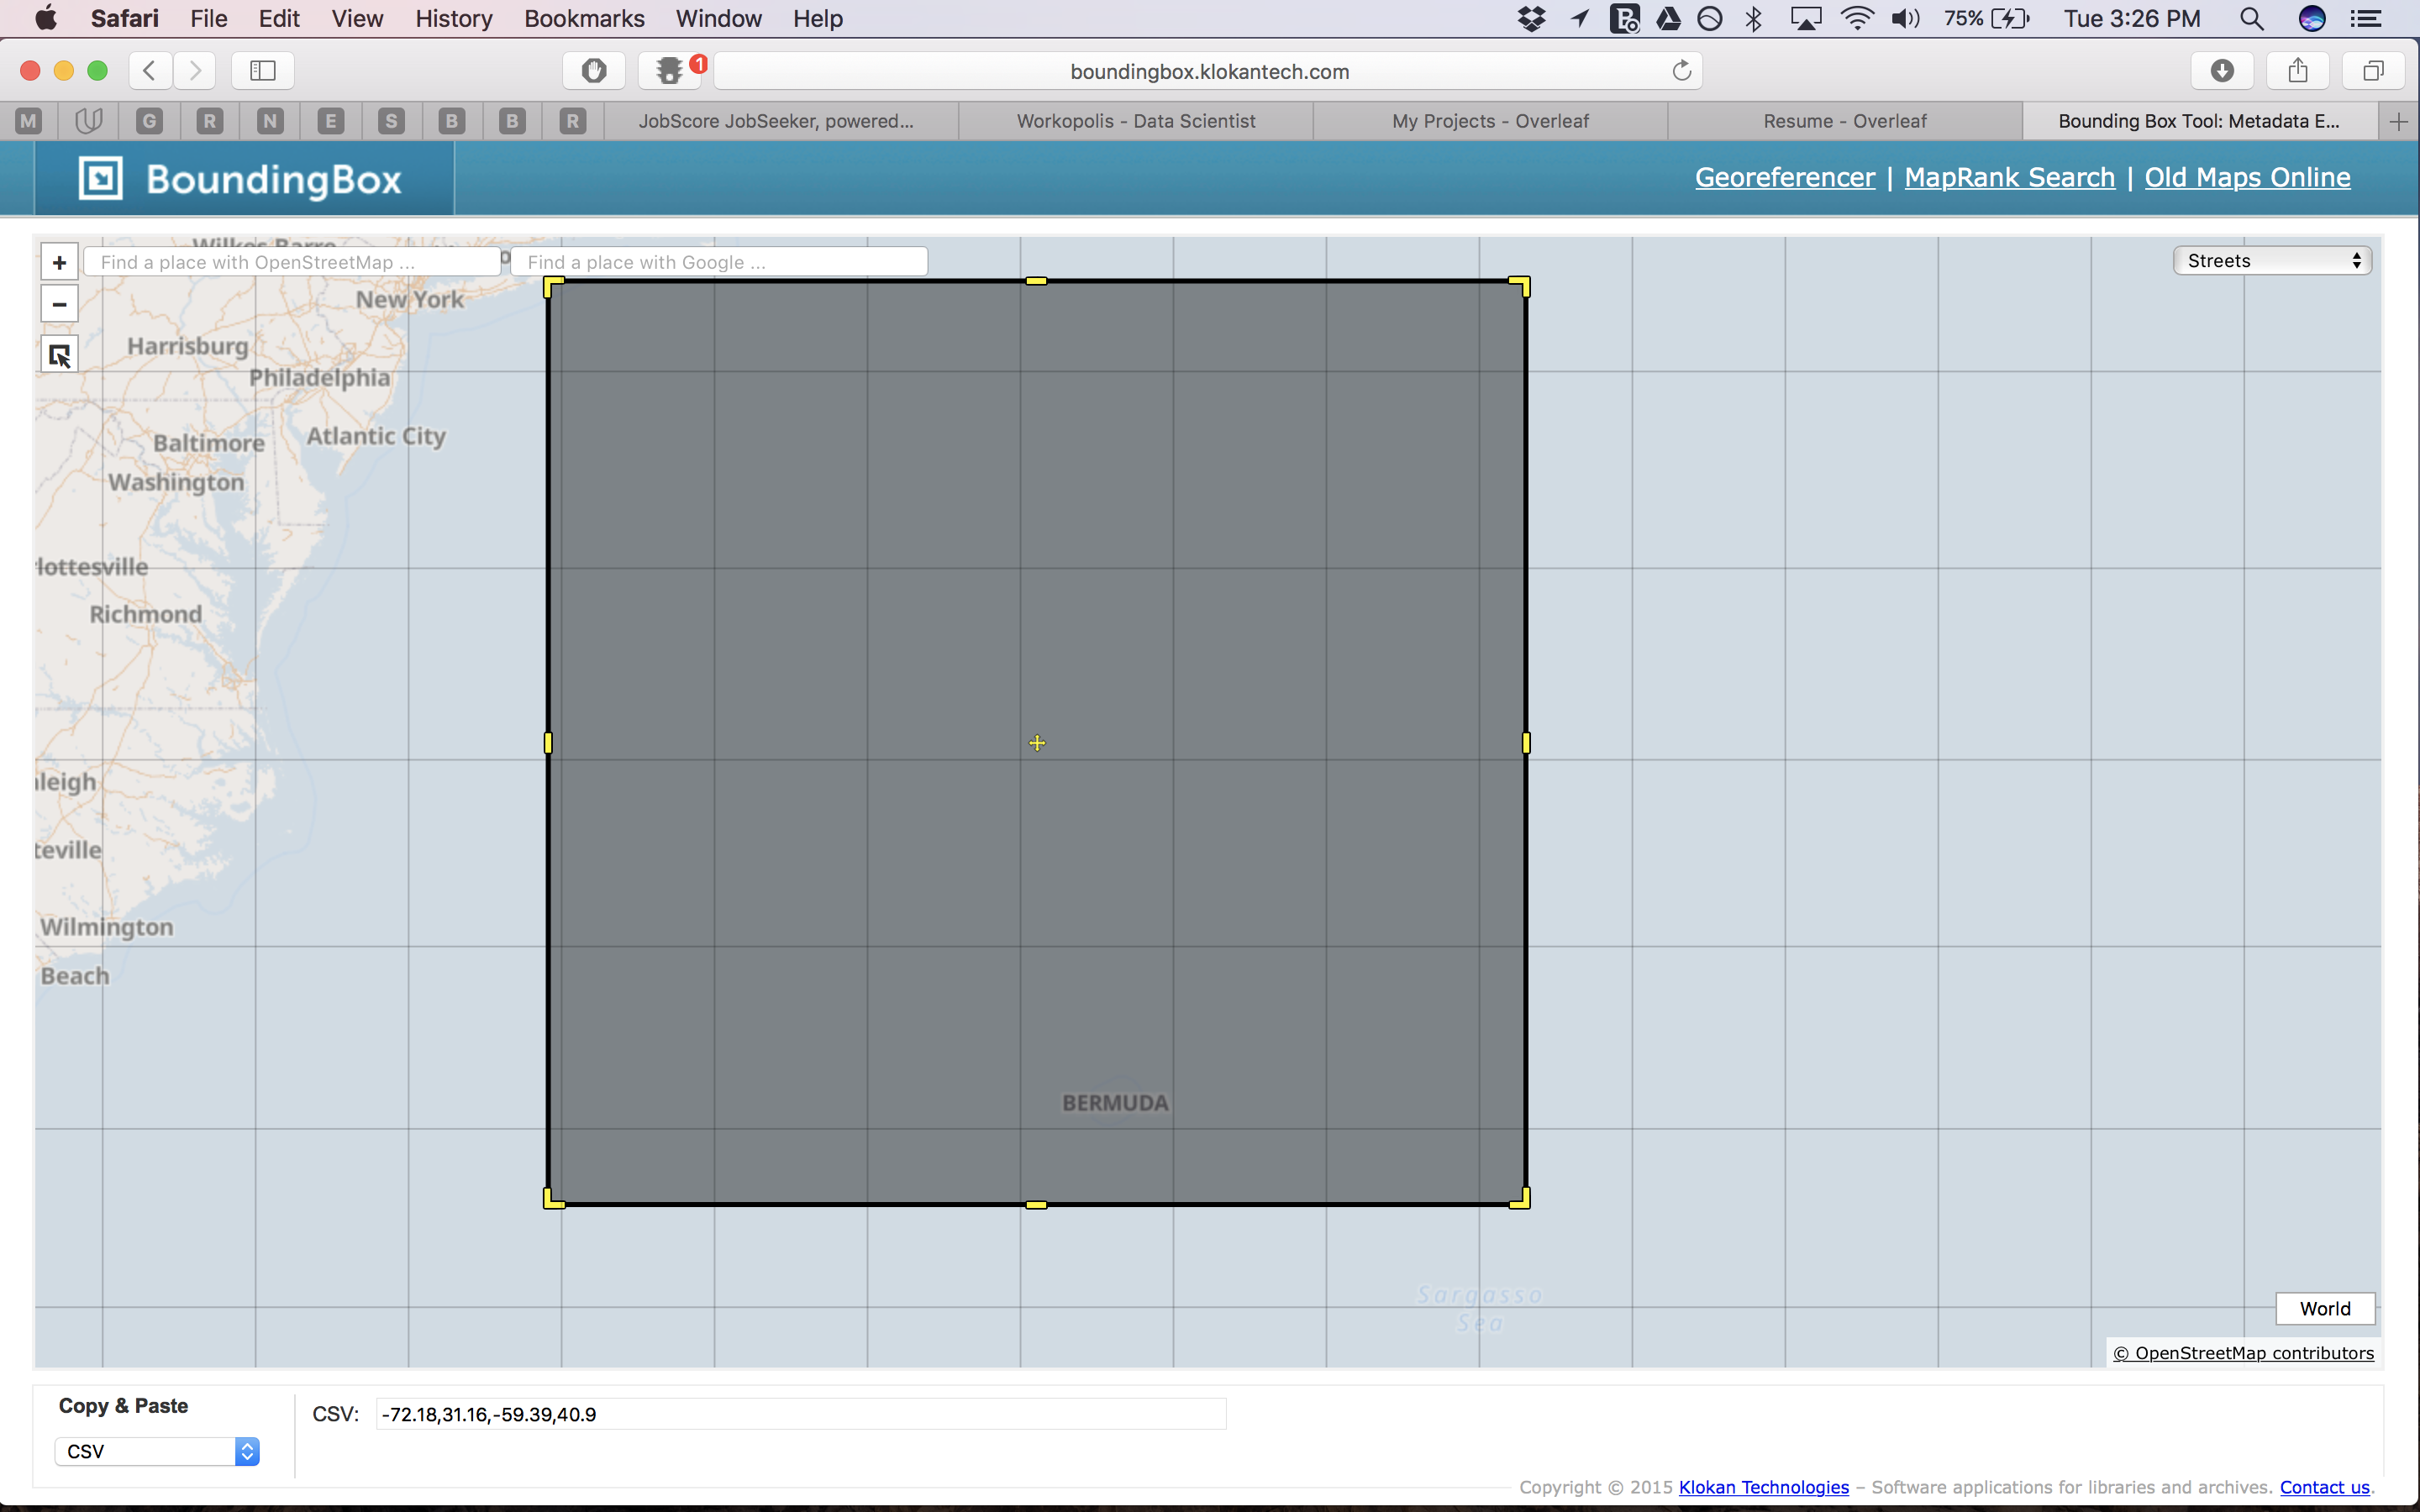 Safari File Edit View History Bookmarks Window Help 75% Tue 3:26 PM
1 boundingbox.klokantech.com
M U G R N E S B B R JobScore JobSeeker, powered... Workopolis - Data Scientist My Projects - Overleaf Resume - Overleaf Bounding Box Tool: Metadata E... +
BoundingBox Georeferencer | MapRank Search | Old Maps Online
Wilkes Barre
+ Find a place with OpenStreetMap ... Find a place with Google ... Streets
New York
Harrisburg
Philadelphia
Atlantic City
Baltimore
Washington
lottesville
Richmond
leigh
teville
Wilmington
Beach
BERMUDA
Sargasso
Sea
World
© OpenStreetMap contributors
Copy & Paste
CSV: -72.18,31.16,-59.39,40.9
CSV
Copyright © 2015 Klokan Technologies – Software applications for libraries and archives. Contact us.